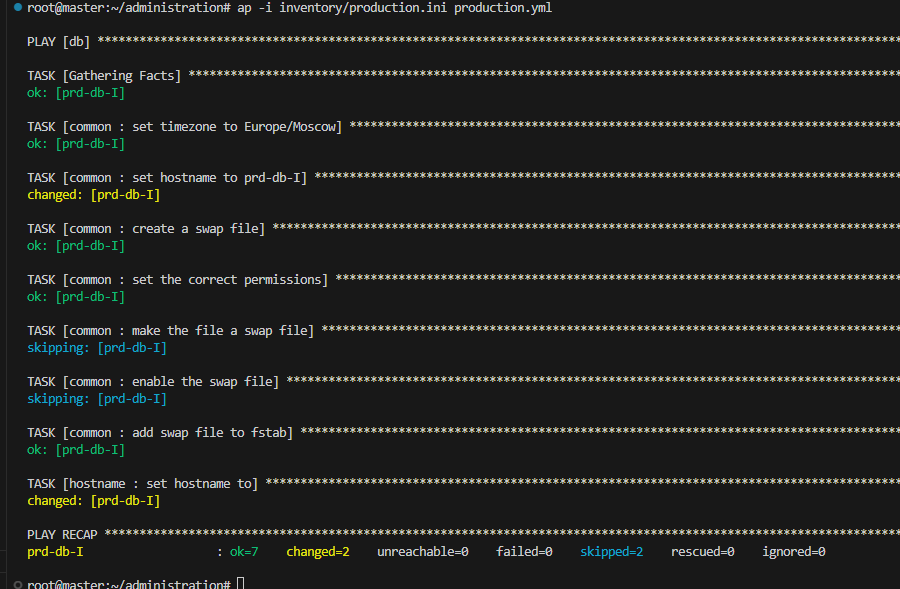 root@master:~/administration# ap -i inventory/production.ini production.yml
PLAY [db] *******************************************************************************************************************
TASK [Gathering Facts] ******************************************************************************************************
ok: [prd-db-I]
TASK [common : set timezone to Europe/Moscow] *******************************************************************************
ok: [prd-db-I]
TASK [common : set hostname to prd-db-I] ************************************************************************************
changed: [prd-db-I]
TASK [common : create a swap file] ******************************************************************************************
ok: [prd-db-I]
TASK [common : set the correct permissions] *********************************************************************************
ok: [prd-db-I]
TASK [common : make the file a swap file] ***********************************************************************************
skipping: [prd-db-I]
TASK [common : enable the swap file] ****************************************************************************************
skipping: [prd-db-I]
TASK [common : add swap file to fstab] **************************************************************************************
ok: [prd-db-I]
TASK [hostname : set hostname to] *******************************************************************************************
changed: [prd-db-I]
PLAY RECAP ******************************************************************************************************************
prd-db-I                   : ok=7    changed=2    unreachable=0    failed=0    skipped=2    rescued=0    ignored=0
root@master:~/administration#